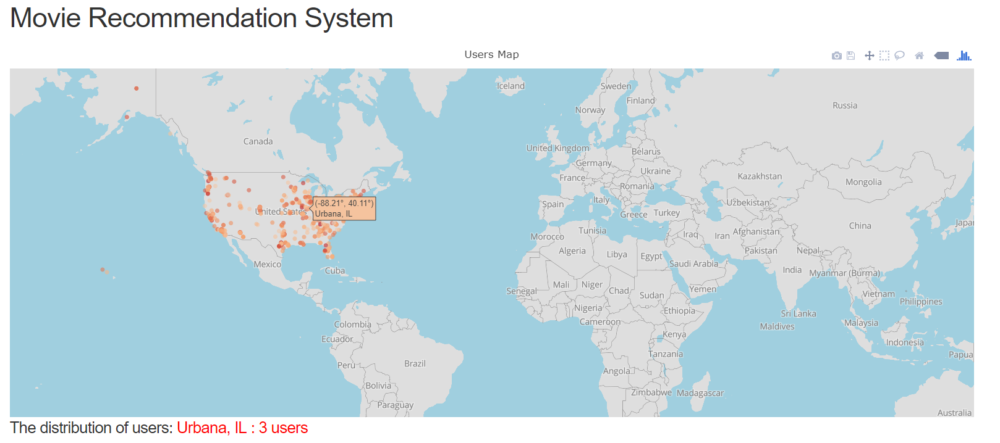 Movie Recommendation System
Users Map
Iceland
Sweden
Finland
Russia
Norway
Canada
United Kingdom
Belarus
Germany
Ukraine
Kazakhstan
France
Romania
Mongolia
(-88.21°, 40.11°)
Urbana, IL
United States
Spain
Italy
Uzbekistan
Greece
Turkey
China
Japan
Tunisia
Morocco
Iraq
Iran
Afghanistan
Algeria
Libya
Egypt
Pakistan
Nepal
Mexico
Cuba
Saudi Arabia
India
Myanmar (Burma)
Senegal
Mali
Niger
Chad
Sudan
Yemen
Vietnam
Philippines
Nigeria
Ethiopia
Sri Lanka
Colombia
Cameroon
Maldives
Malaysia
Ecuador
Kenya
Indonesia
Peru
Brazil
Tanzania
Papua
Angola
Bolivia
Zimbabwe
Madagascar
Paraguay
Australia
The distribution of users: Urbana, IL : 3 users